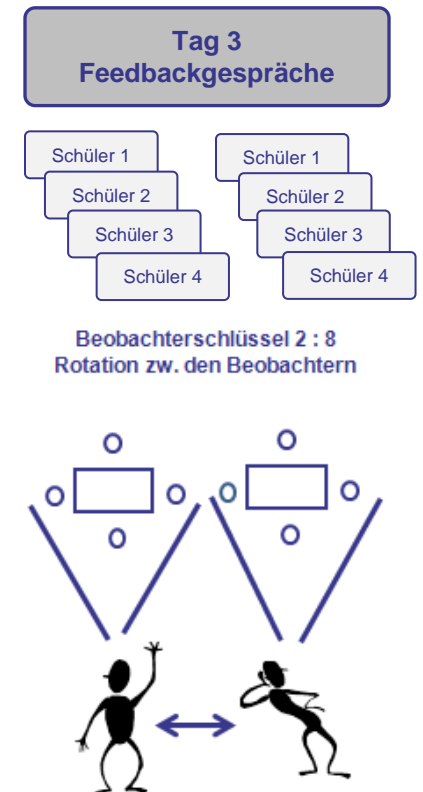 Tag 3
Feedbackgespräche
Schüler 1
Schüler 2
Schüler 3
Schüler 4
Schüler 1
Schüler 2
Schüler 3
Schüler 4
Beobachterschlüssel 2 : 8
Rotation zw. den Beobachtern